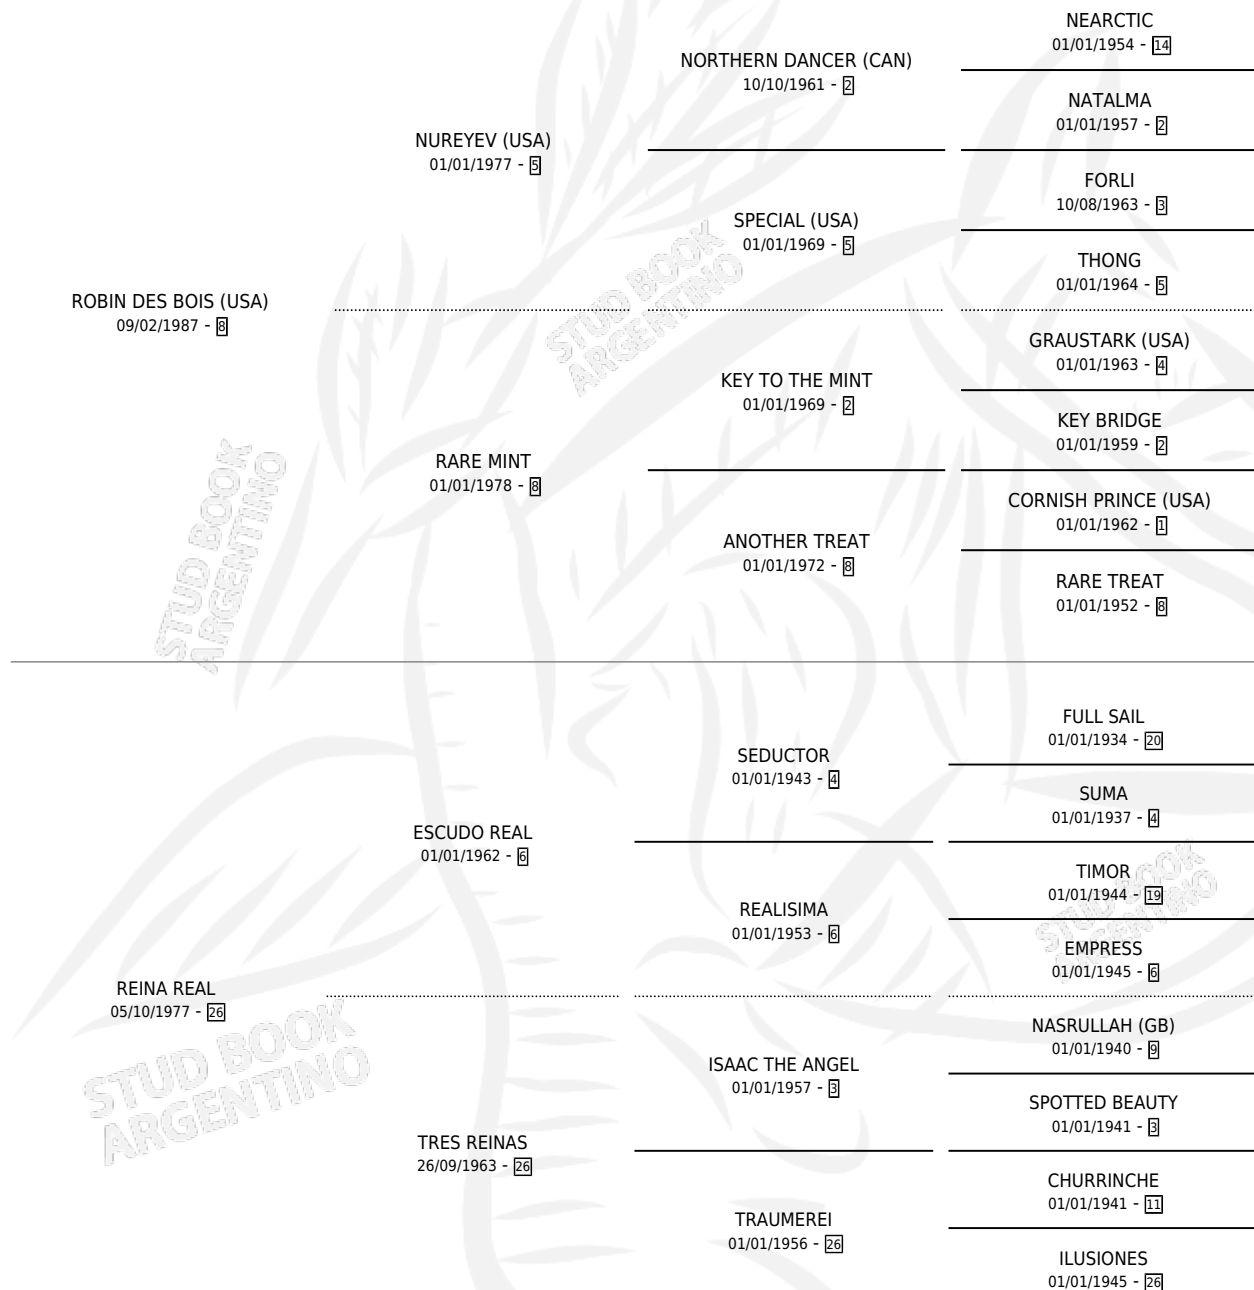 NEARCTIC
01/01/1954 - 14
NORTHERN DANCER (CAN)
10/10/1961 - 2
NATALMA
01/01/1957 - 2
NUREYEV (USA)
01/01/1977 - 5
FORLI
10/08/1963 - 3
SPECIAL (USA)
01/01/1969 - 5
THONG
01/01/1964 - 5
ROBIN DES BOIS (USA)
09/02/1987 - 8
GRAUSTARK (USA)
01/01/1963 - 4
KEY TO THE MINT
01/01/1969 - 2
KEY BRIDGE
01/01/1959 - 2
RARE MINT
01/01/1978 - 8
CORNISH PRINCE (USA)
01/01/1962 - 1
ANOTHER TREAT
01/01/1972 - 8
RARE TREAT
01/01/1952 - 8
FULL SAIL
01/01/1934 - 20
SEDUCTOR
01/01/1943 - 4
SUMA
01/01/1937 - 4
ESCUDO REAL
01/01/1962 - 6
TIMOR
01/01/1944 - 19
REALISIMA
01/01/1953 - 6
EMPRESS
01/01/1945 - 6
REINA REAL
05/10/1977 - 26
NASRULLAH (GB)
01/01/1940 - 9
ISAAC THE ANGEL
01/01/1957 - 3
SPOTTED BEAUTY
01/01/1941 - 3
TRES REINAS
26/09/1963 - 26
CHURRINCHE
01/01/1941 - 11
TRAUMEREI
01/01/1956 - 26
ILUSIONES
01/01/1945 - 26
STUD BOOK
ARGENTINO
STUD BOOK
ARGENTINO
STUD BOOK
ARGENTINO
STUD BOOK
ARGENTINO